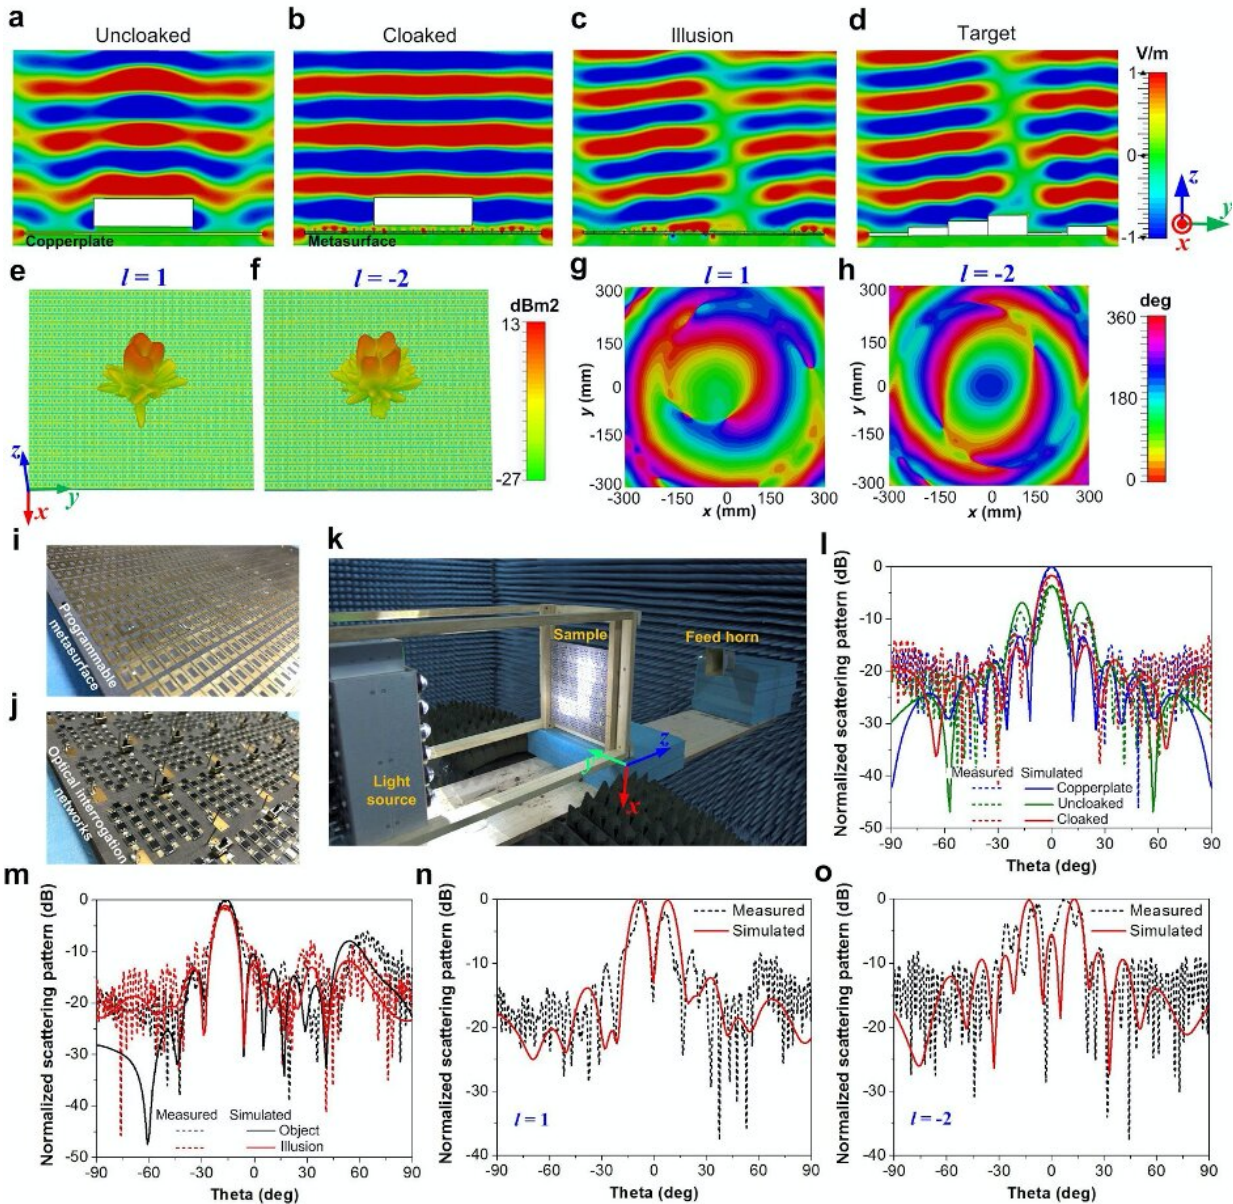 a
b
c
d
Uncloaked
Cloaked
Illusion
Target
V/m
1
0
-1
Copperplate
Metasurface
z
y
x
e
l = 1
f
l = -2
g
l = 1
h
l = -2
dBm2
13
-27
z
y
x
300
150
0
-150
-300
y (mm)
-300 -150 0 150 300
x (mm)
300
150
0
-150
-300
y (mm)
-300 -150 0 150 300
x (mm)
deg
360
180
0
i
Programmable
metasurface
j
Optical interrogation
networks
k
Sample
Feed horn
Light
source
z
y
x
l
Normalized scattering pattern (dB)
0
-10
-20
-30
-40
-50
Measured Simulated
Copperplate
Uncloaked
Cloaked
-90 -60 -30 0 30 60 90
Theta (deg)
m
Normalized scattering pattern (dB)
0
-10
-20
-30
-40
-50
Measured Simulated
Object
Illusion
-90 -60 -30 0 30 60 90
Theta (deg)
n
Normalized scattering pattern (dB)
0
-10
-20
-30
-40
Measured
Simulated
l = 1
-90 -60 -30 0 30 60 90
Theta (deg)
o
Normalized scattering pattern (dB)
0
-10
-20
-30
-40
Measured
Simulated
l = -2
-90 -60 -30 0 30 60 90
Theta (deg)